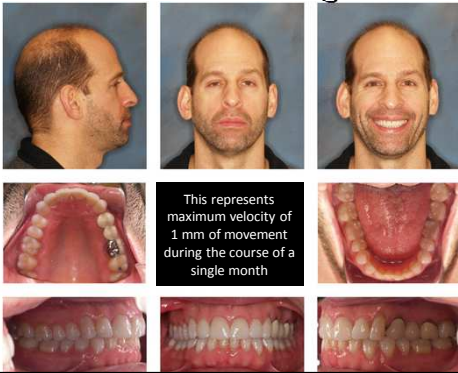 This represents
maximum velocity of
1 mm of movement
during the course of a
single month